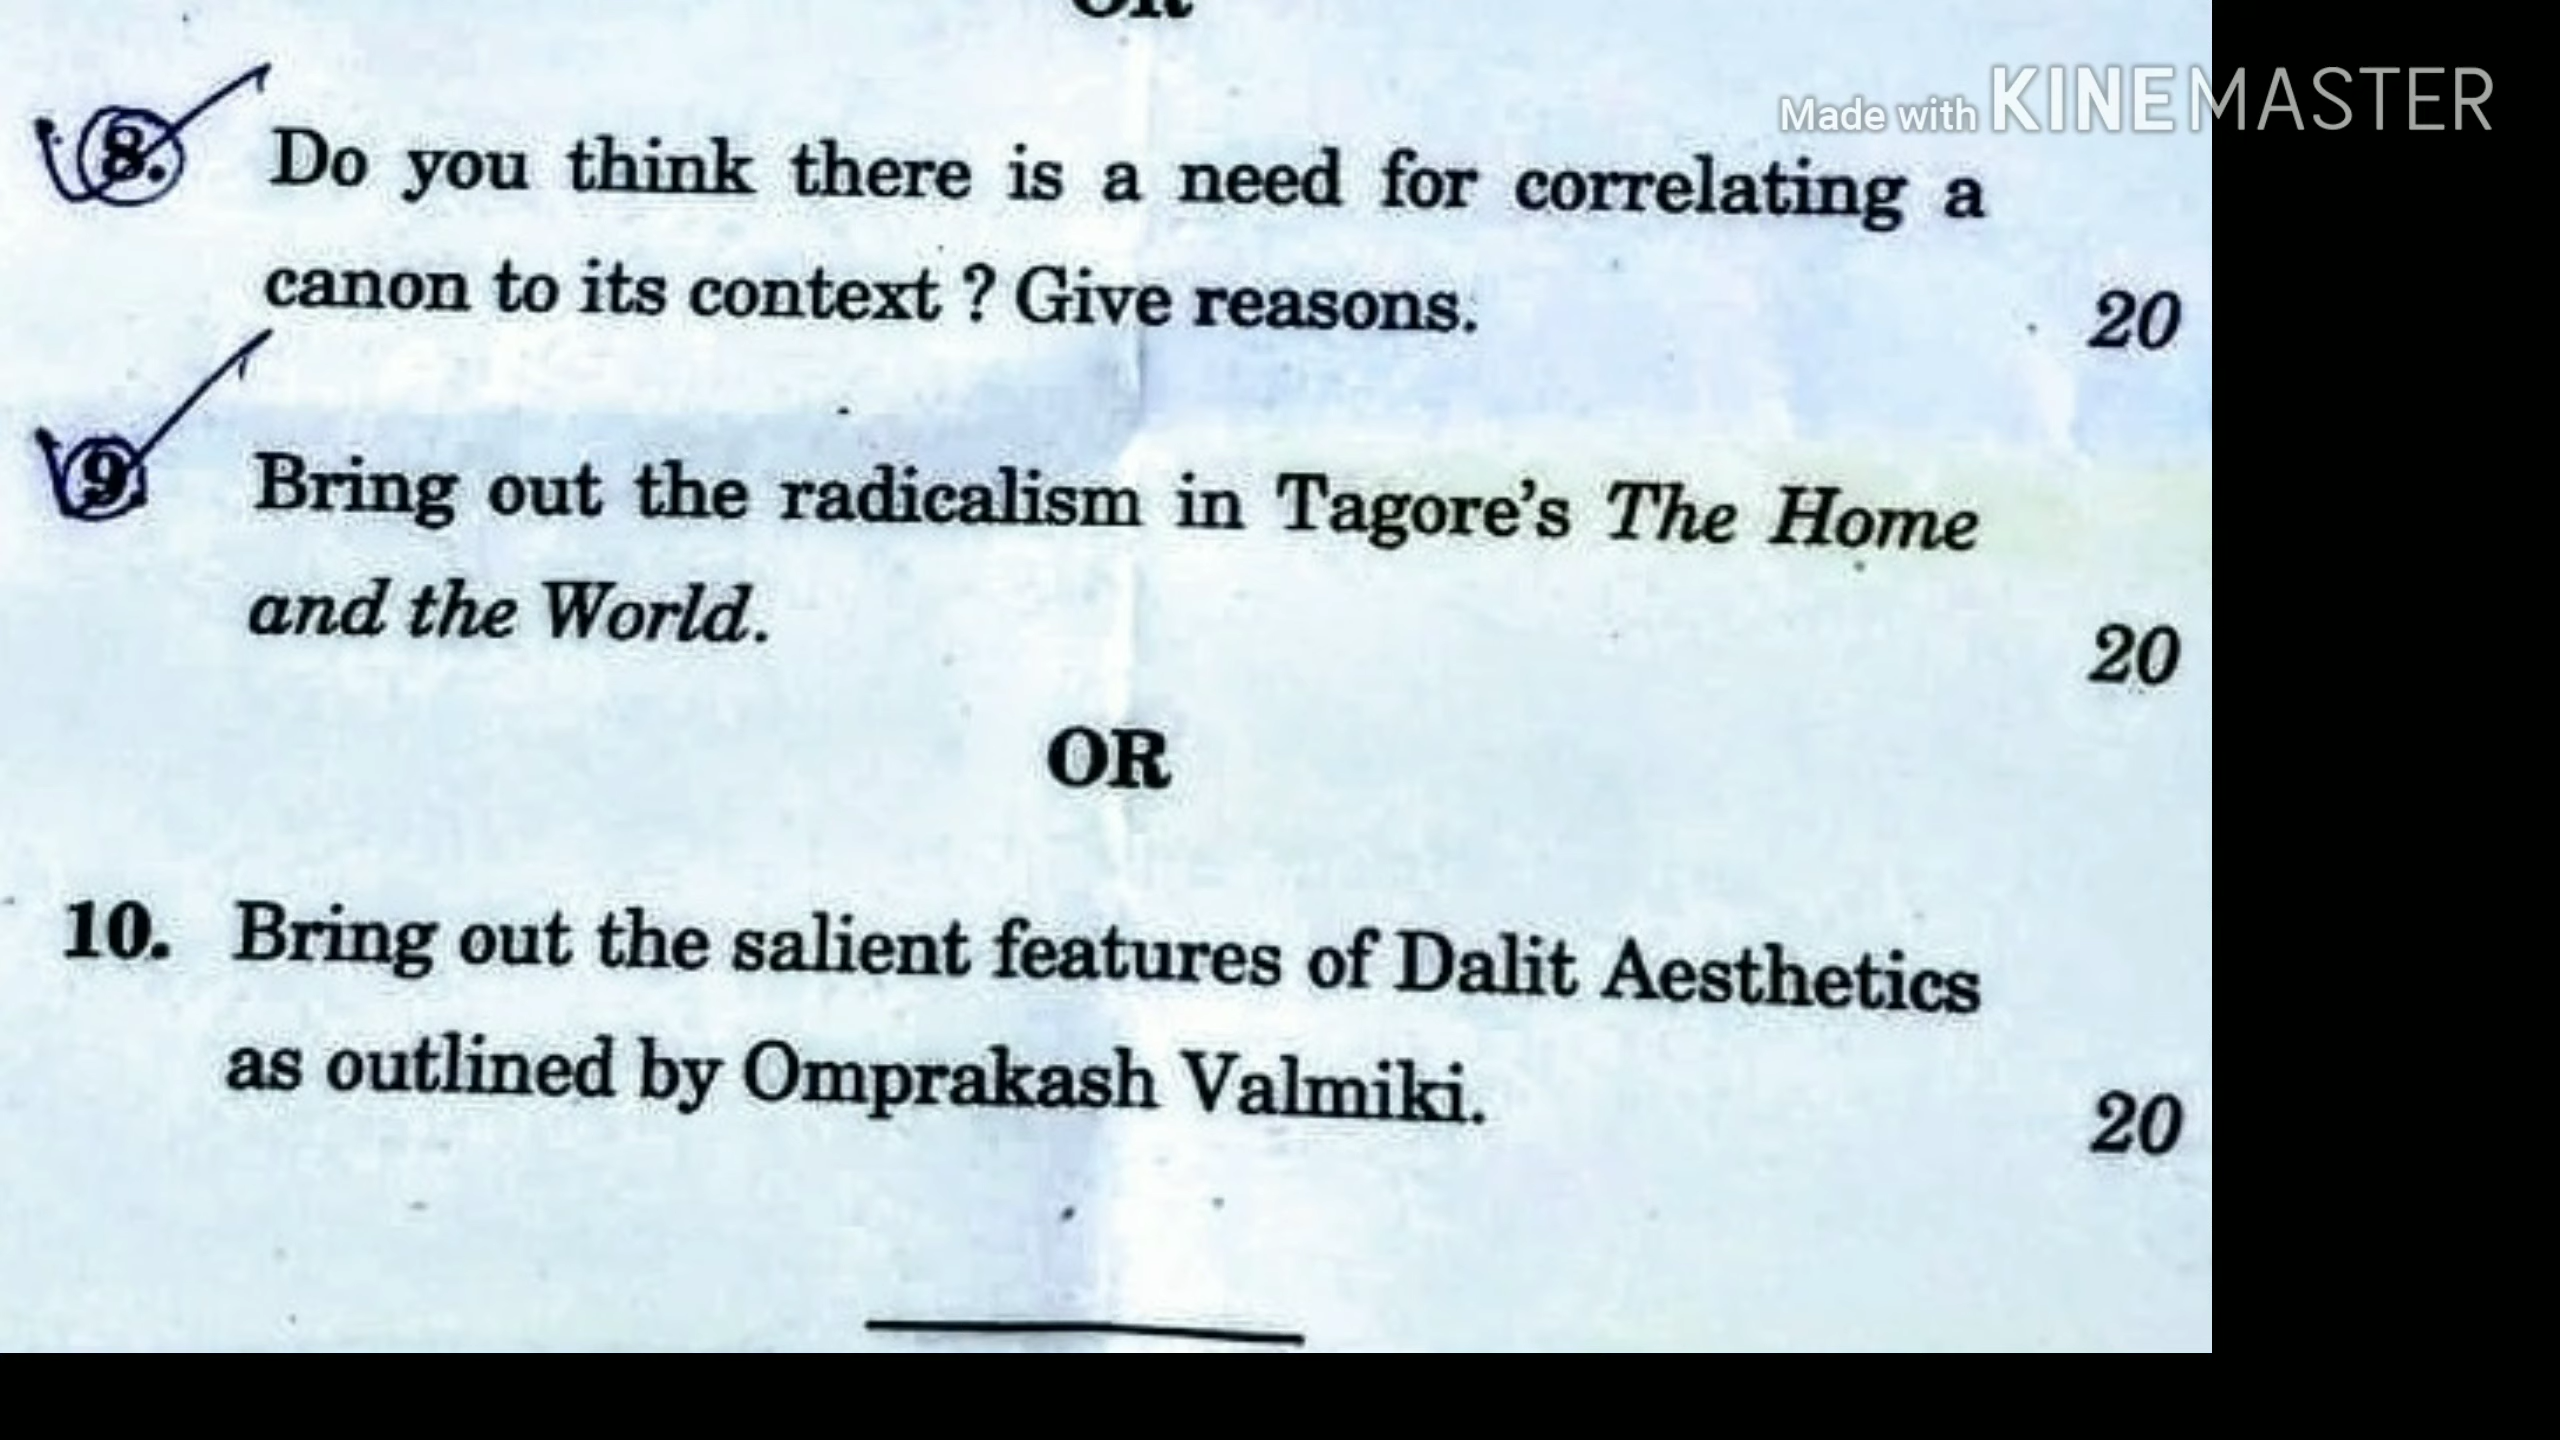 OR
Made with KINEMASTER
8. Do you think there is a need for correlating a
canon to its context ? Give reasons. 20
9. Bring out the radicalism in Tagore's The Home
and the World. 20
OR
10. Bring out the salient features of Dalit Aesthetics
as outlined by Omprakash Valmiki. 20